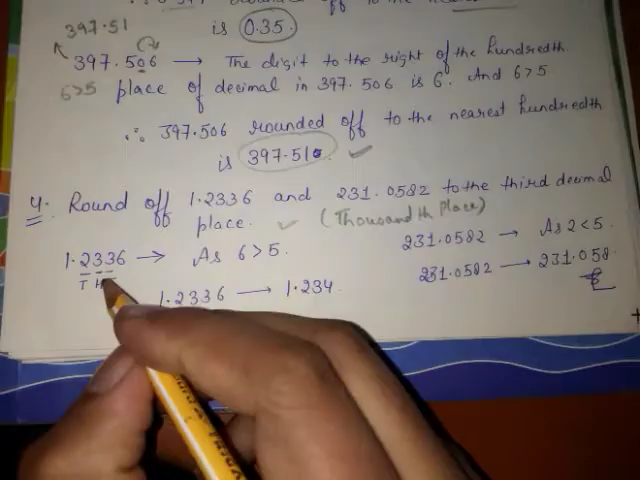 397.51
is 0.35.
397.506 → The digit to the right of the hundredth
6>5 place of decimal in 397.506 is 6. And 6>5
∴ 397.506 rounded off to the nearest hundredth
is 397.51
4. Round off 1.2336 and 231.0582 to the third decimal
place. (Thousandth Place)
1.2336 → As 6>5.
T H
1.2336 → 1.234.
231.0582 → As 2<5.
231.0582 → 231.058.